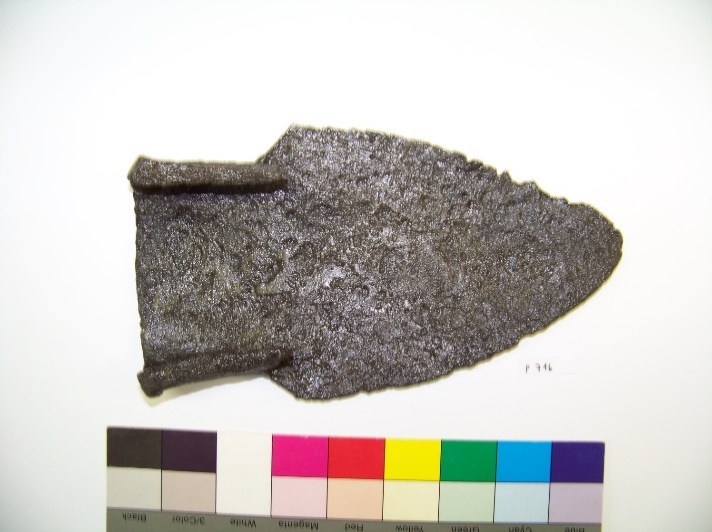 P 716
Blue
Cyan
Green
Yellow
Red
Magenta
White
3/Color
Black